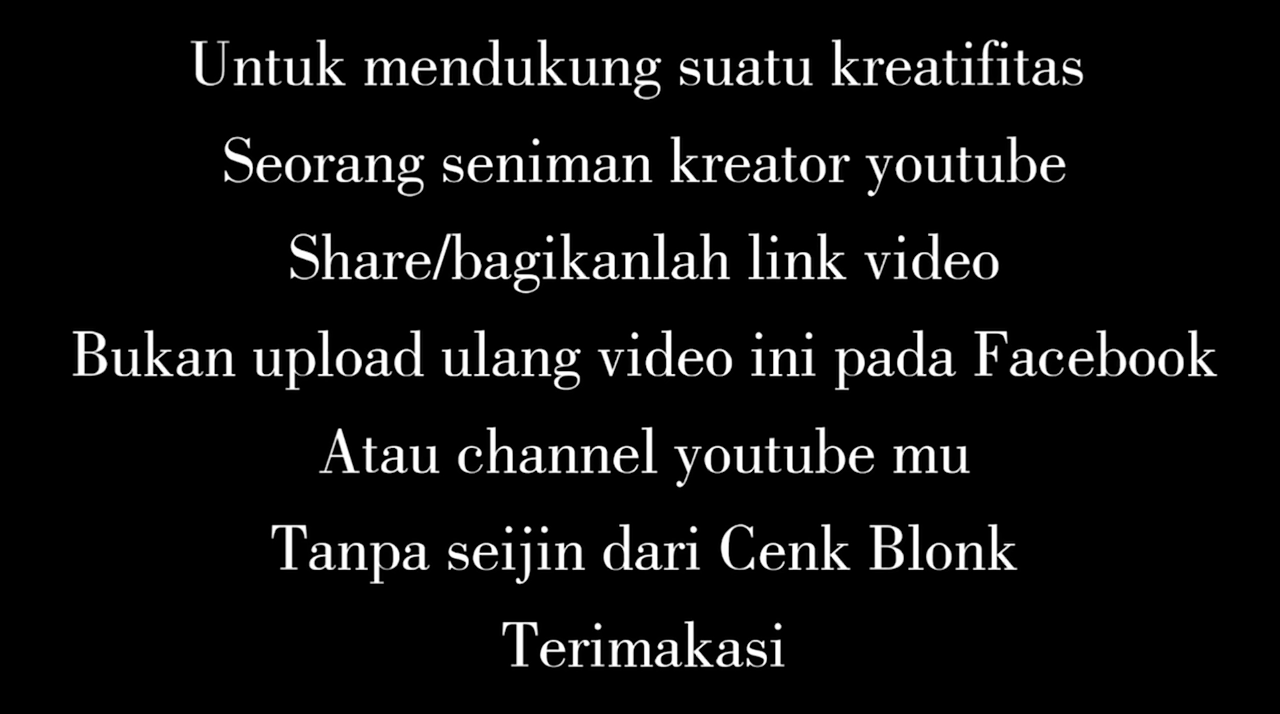 Untuk mendukung suatu kreatifitas
Seorang seniman kreator youtube
Share/bagikanlah link video
Bukan upload ulang video ini pada Facebook
Atau channel youtube mu
Tanpa seijin dari Cenk Blonk
Terimakasi